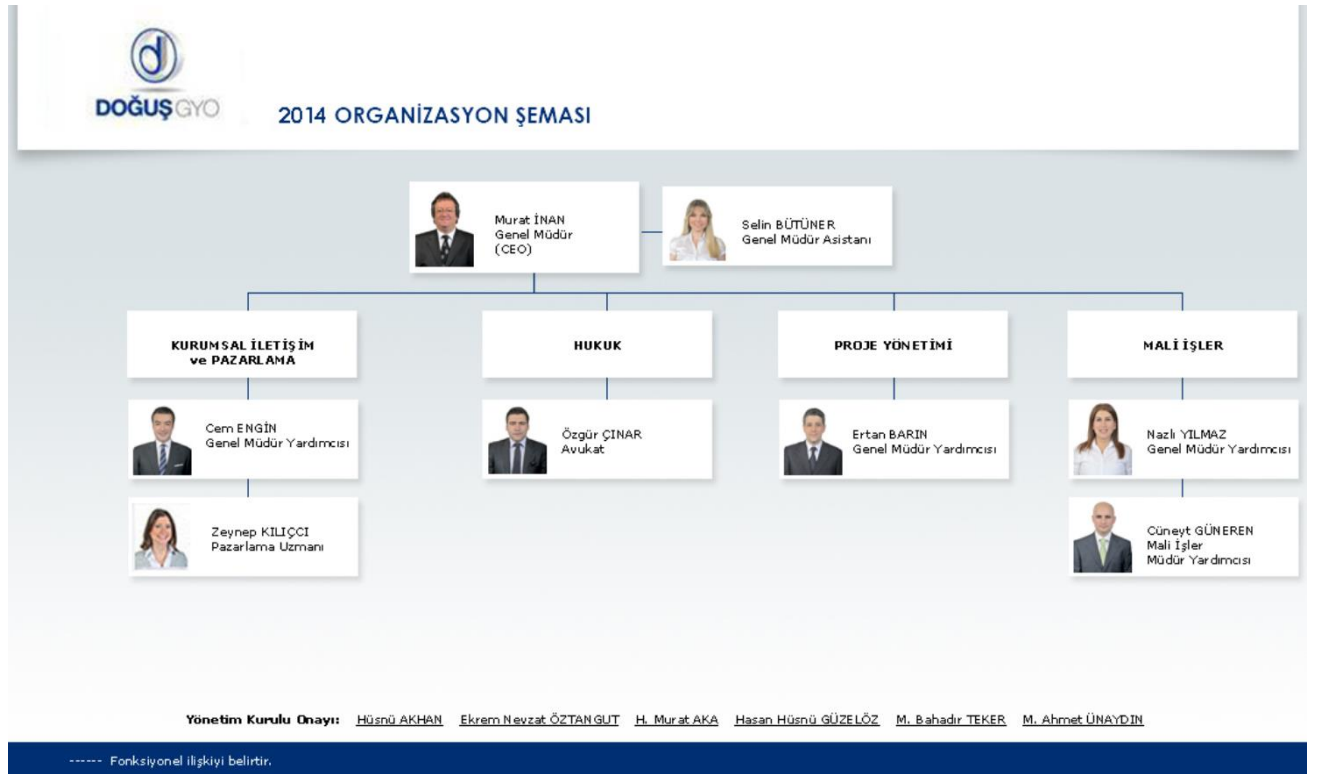 DOĞUŞ GYO
2014 ORGANİZASYON ŞEMASI
Murat İNAN
Genel Müdür
(CEO)
Selin BÜTÜNER
Genel Müdür Asistanı
KURUMSAL İLETİŞİM
ve PAZARLAMA
HUKUK
PROJE YÖNETİMİ
MALİ İŞLER
Cem ENGİN
Genel Müdür Yardımcısı
Özgür ÇINAR
Avukat
Ertan BARIN
Genel Müdür Yardımcısı
Nazlı YILMAZ
Genel Müdür Yardımcısı
Zeynep KILIÇCI
Pazarlama Uzmanı
Cüneyt GÜNEREN
Mali İşler
Müdür Yardımcısı
Yönetim Kurulu Onayı: Hüsnü AKHAN Ekrem Nevzat ÖZTANGUT H. Murat AKA Hasan Hüsnü GÜZELÖZ M. Bahadır TEKER M. Ahmet ÜNAYDIN
------ Fonksiyonel ilişkiyi belirtir.